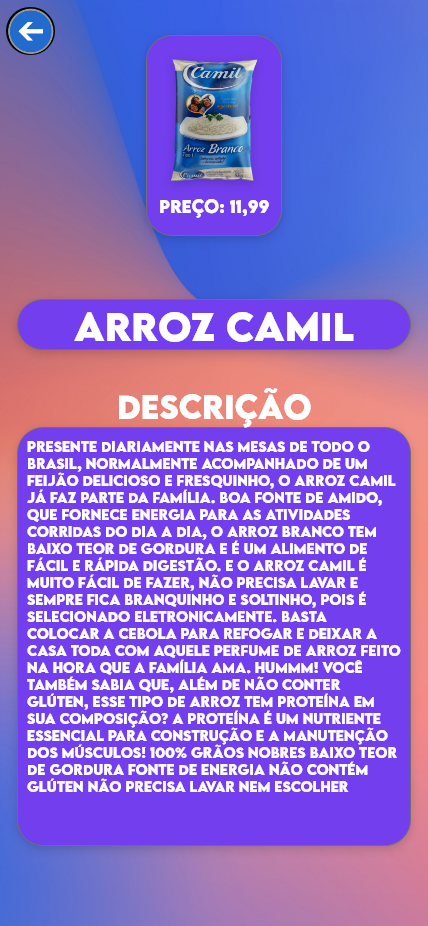 Camil
Arroz Branco
Tipo 1
Camil
PREÇO: 11,99
ARROZ CAMIL
DESCRIÇÃO
PRESENTE DIARIAMENTE NAS MESAS DE TODO O
BRASIL, NORMALMENTE ACOMPANHADO DE UM
FEIJÃO DELICIOSO E FRESQUINHO, O ARROZ CAMIL
JÁ FAZ PARTE DA FAMÍLIA. BOA FONTE DE AMIDO,
QUE FORNECE ENERGIA PARA AS ATIVIDADES
CORRIDAS DO DIA A DIA, O ARROZ BRANCO TEM
BAIXO TEOR DE GORDURA E É UM ALIMENTO DE
FÁCIL E RÁPIDA DIGESTÃO. E O ARROZ CAMIL É
MUITO FÁCIL DE FAZER, NÃO PRECISA LAVAR E
SEMPRE FICA BRANQUINHO E SOLTINHO, POIS É
SELECIONADO ELETRONICAMENTE. BASTA
COLOCAR A CEBOLA PARA REFOGAR E DEIXAR A
CASA TODA COM AQUELE PERFUME DE ARROZ FEITO
NA HORA QUE A FAMÍLIA AMA. HUMMM! VOCÊ
TAMBÉM SABIA QUE, ALÉM DE NÃO CONTER
GLÚTEN, ESSE TIPO DE ARROZ TEM PROTEÍNA EM
SUA COMPOSIÇÃO? A PROTEÍNA É UM NUTRIENTE
ESSENCIAL PARA CONSTRUÇÃO E A MANUTENÇÃO
DOS MÚSCULOS! 100% GRÃOS NOBRES BAIXO TEOR
DE GORDURA FONTE DE ENERGIA NÃO CONTÉM
GLÚTEN NÃO PRECISA LAVAR NEM ESCOLHER